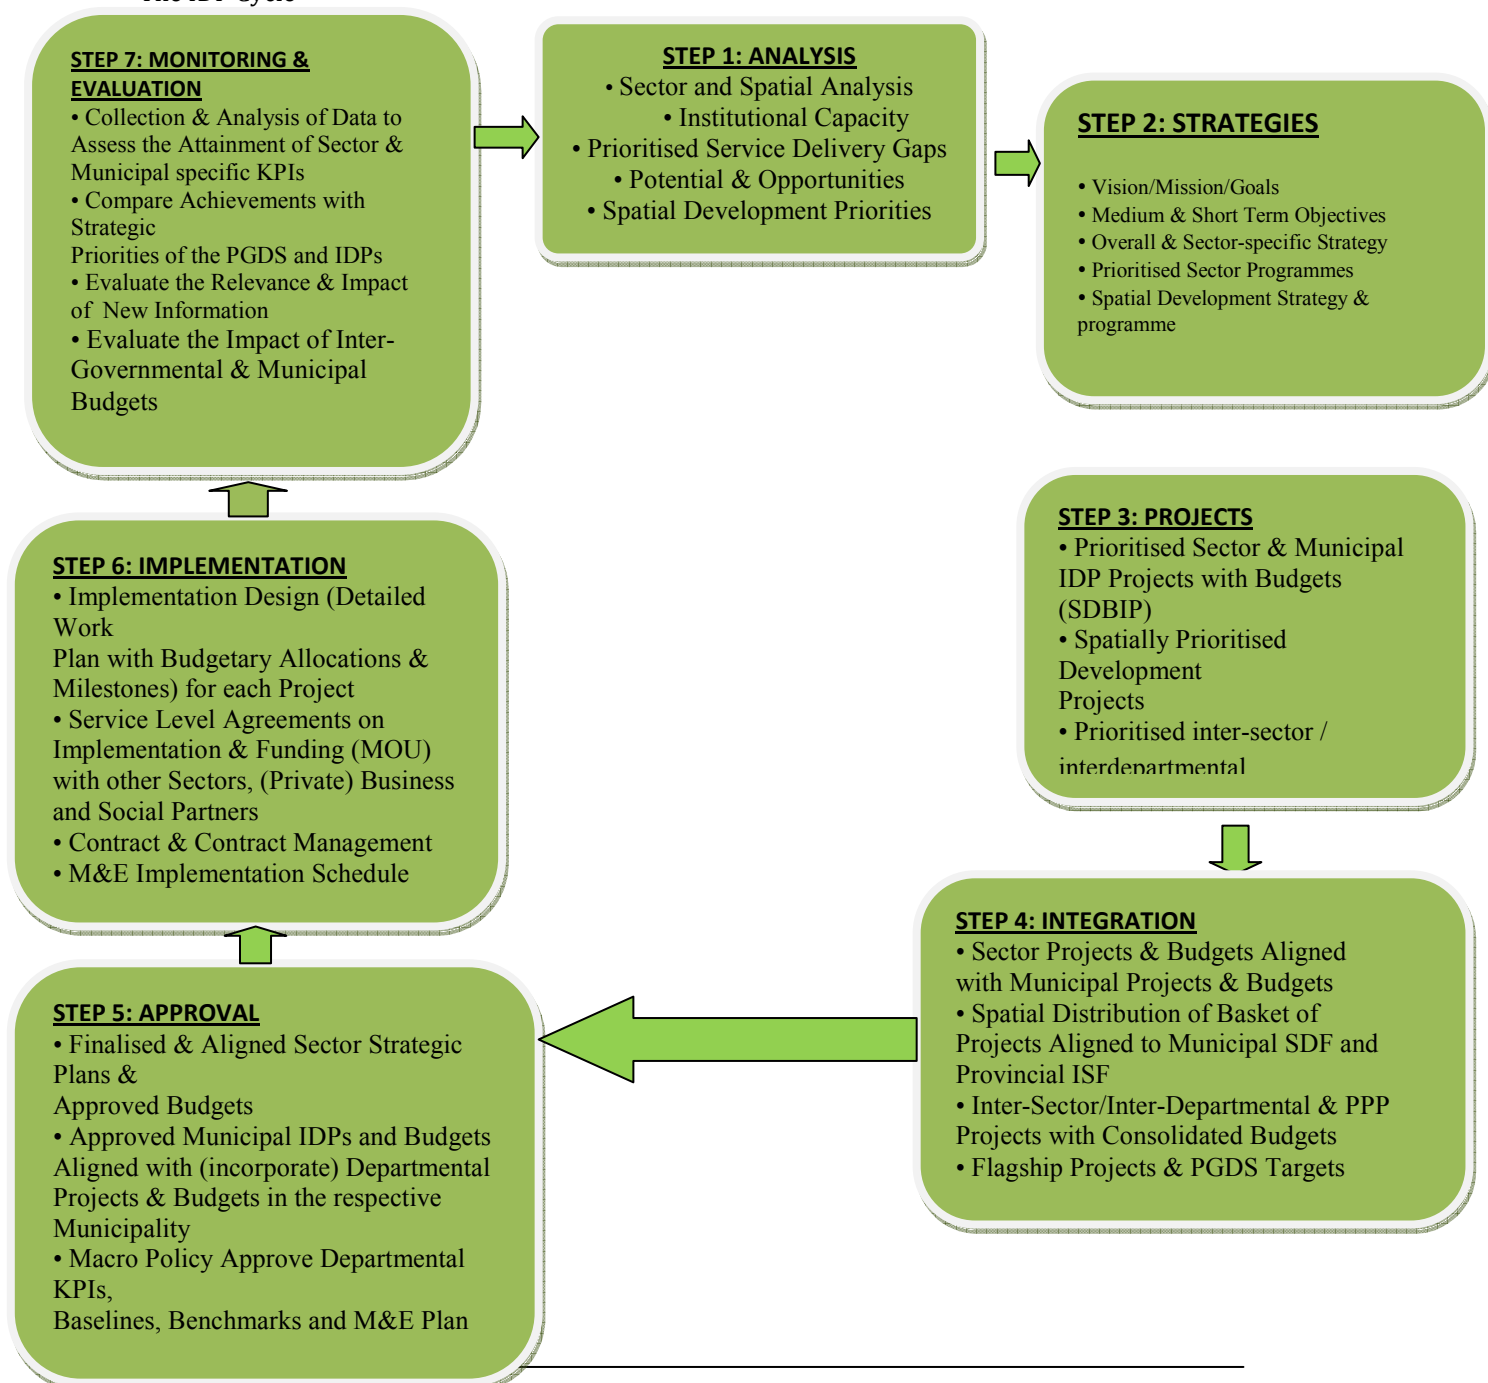 STEP 7: MONITORING &
EVALUATION
• Collection & Analysis of Data to
Assess the Attainment of Sector &
Municipal specific KPIs
• Compare Achievements with
Strategic
Priorities of the PGDS and IDPs
• Evaluate the Relevance & Impact
of New Information
• Evaluate the Impact of Inter-
Governmental & Municipal
Budgets
STEP 1: ANALYSIS
• Sector and Spatial Analysis
• Institutional Capacity
• Prioritised Service Delivery Gaps
• Potential & Opportunities
• Spatial Development Priorities
STEP 2: STRATEGIES
• Vision/Mission/Goals
• Medium & Short Term Objectives
• Overall & Sector-specific Strategy
• Prioritised Sector Programmes
• Spatial Development Strategy &
programme
STEP 3: PROJECTS
• Prioritised Sector & Municipal
IDP Projects with Budgets
(SDBIP)
• Spatially Prioritised
Development
Projects
• Prioritised inter-sector /
interdepartmental
STEP 4: INTEGRATION
• Sector Projects & Budgets Aligned
with Municipal Projects & Budgets
• Spatial Distribution of Basket of
Projects Aligned to Municipal SDF and
Provincial ISF
• Inter-Sector/Inter-Departmental & PPP
Projects with Consolidated Budgets
• Flagship Projects & PGDS Targets
STEP 5: APPROVAL
• Finalised & Aligned Sector Strategic
Plans &
Approved Budgets
• Approved Municipal IDPs and Budgets
Aligned with (incorporate) Departmental
Projects & Budgets in the respective
Municipality
• Macro Policy Approve Departmental
KPIs,
Baselines, Benchmarks and M&E Plan
STEP 6: IMPLEMENTATION
• Implementation Design (Detailed
Work
Plan with Budgetary Allocations &
Milestones) for each Project
• Service Level Agreements on
Implementation & Funding (MOU)
with other Sectors, (Private) Business
and Social Partners
• Contract & Contract Management
• M&E Implementation Schedule